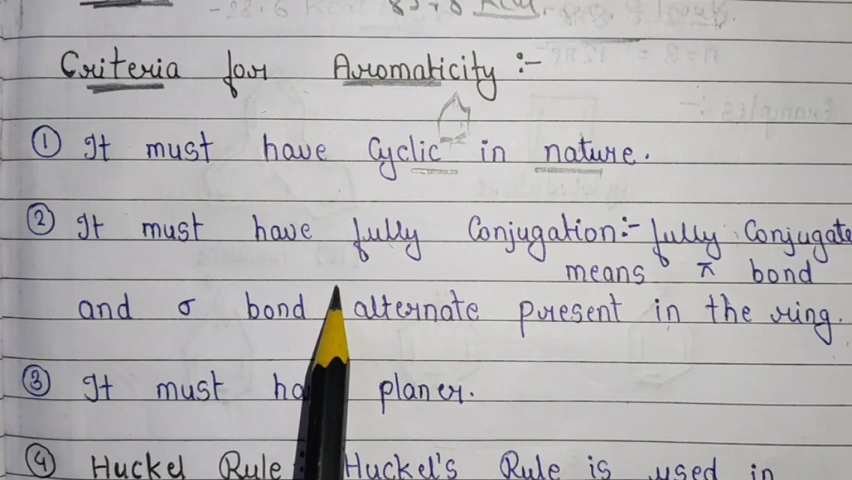 Criteria for Aromaticity :-
① It must have Cyclic in nature.
② It must have fully Conjugation:- fully Conjugate
means π bond
and σ bond alternate present in the ring.
③ It must planer.
④ Huckel Rule : Huckel's Rule is used in